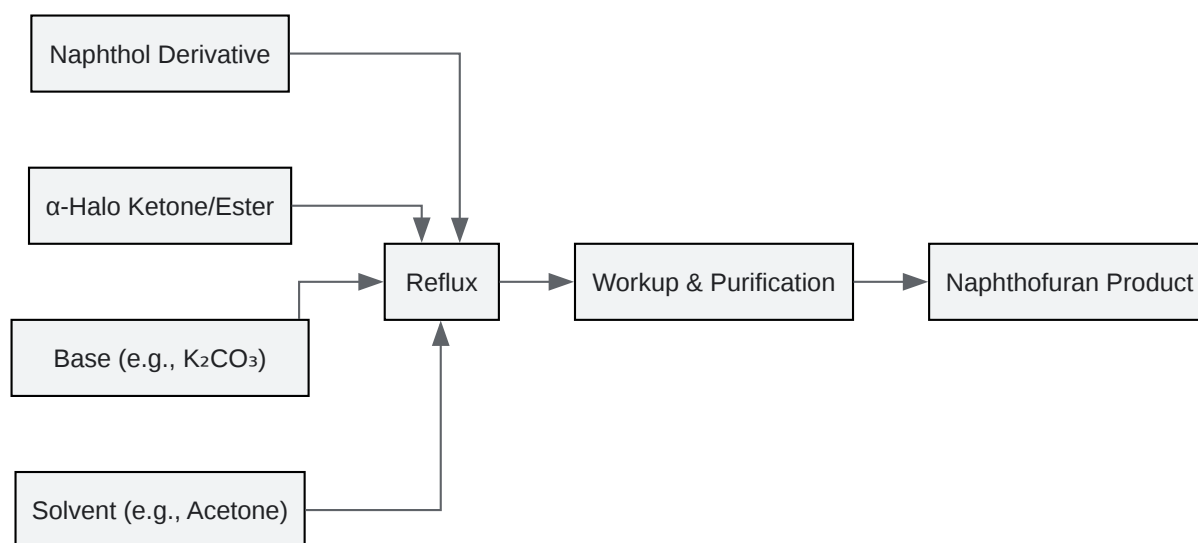 Naphthol Derivative
α-Halo Ketone/Ester
Reflux
Workup & Purification
Naphthofuran Product
Base (e.g., K₂CO₃)
Solvent (e.g., Acetone)